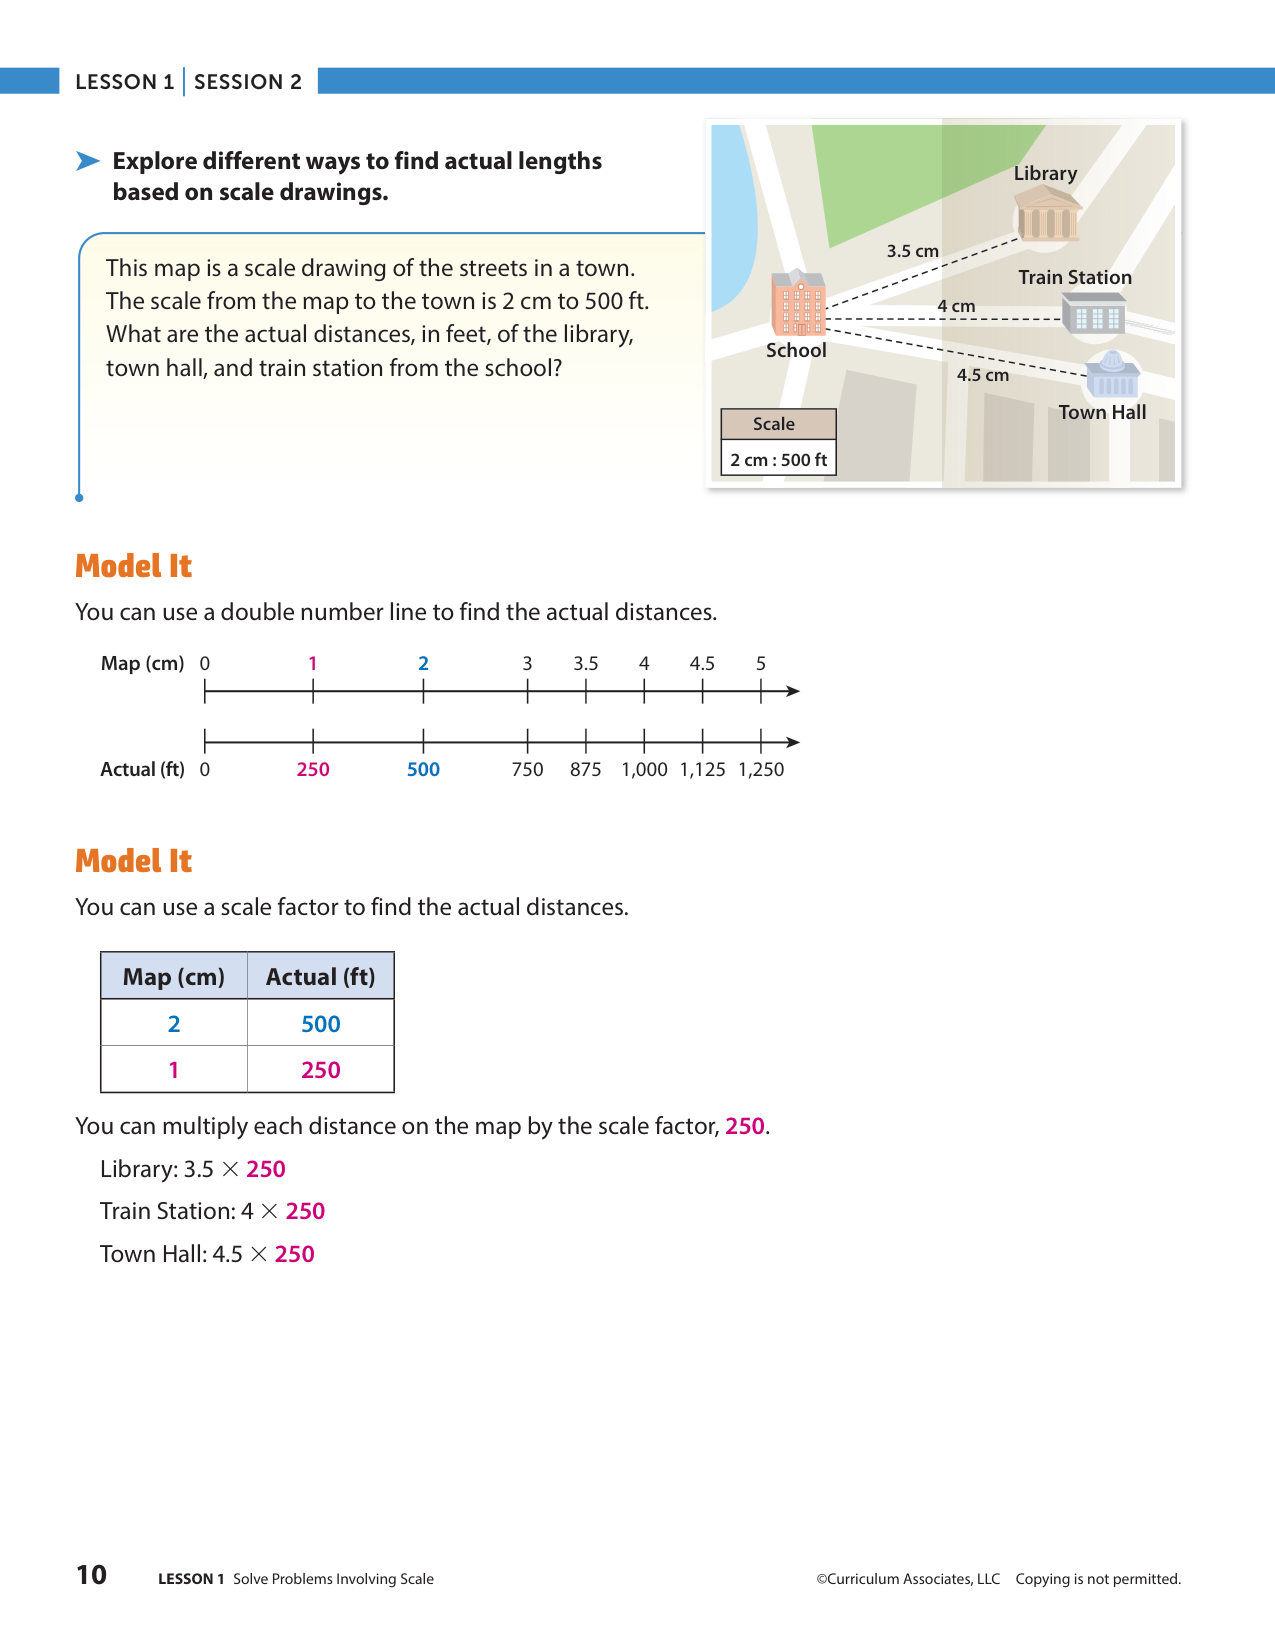 LESSON 1 | SESSION 2
Explore different ways to find actual lengths
based on scale drawings.
This map is a scale drawing of the streets in a town.
The scale from the map to the town is 2 cm to 500 ft.
What are the actual distances, in feet, of the library,
town hall, and train station from the school?
Library
3.5 cm
Train Station
4 cm
School
4.5 cm
Town Hall
Scale
2 cm : 500 ft
Model It
You can use a double number line to find the actual distances.
Map (cm) 0 1 2 3 3.5 4 4.5 5
Actual (ft) 0 250 500 750 875 1,000 1,125 1,250
Model It
You can use a scale factor to find the actual distances.
Map (cm) Actual (ft)
2 500
1 250
You can multiply each distance on the map by the scale factor, 250.
Library: 3.5 × 250
Train Station: 4 × 250
Town Hall: 4.5 × 250
10 LESSON 1 Solve Problems Involving Scale ©Curriculum Associates, LLC Copying is not permitted.